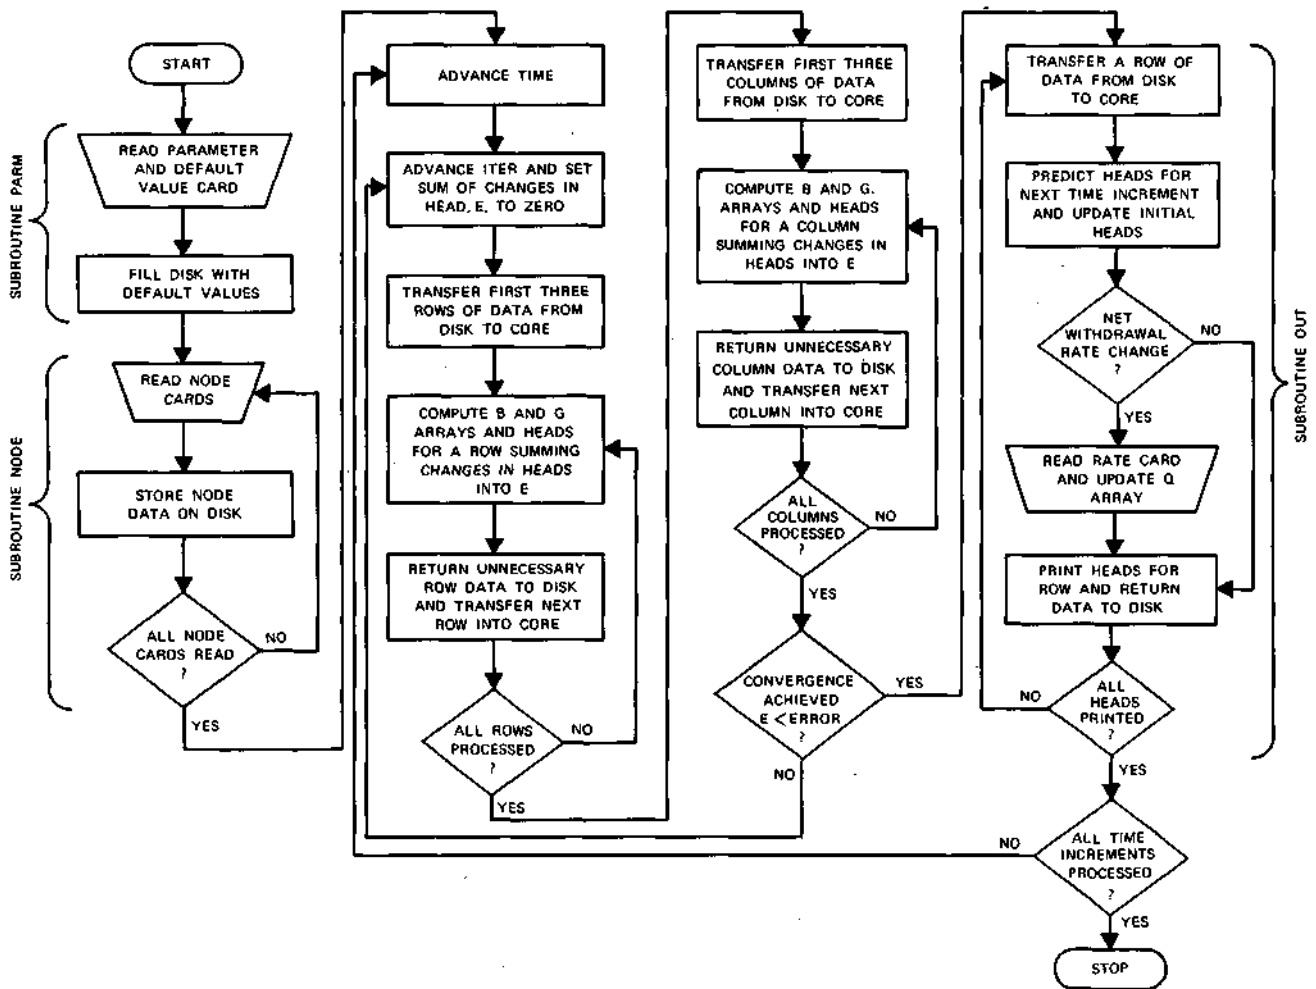 START
SUBROUTINE PARM
READ PARAMETER
AND DEFAULT
VALUE CARD
FILL DISK WITH
DEFAULT VALUES
SUBROUTINE NODE
READ NODE
CARDS
STORE NODE
DATA ON DISK
ALL NODE
CARDS READ
?
NO
YES
ADVANCE TIME
ADVANCE ITER AND SET
SUM OF CHANGES IN
HEAD, E, TO ZERO
TRANSFER FIRST THREE
ROWS OF DATA FROM
DISK TO CORE
COMPUTE B AND G
ARRAYS AND HEADS
FOR A ROW SUMMING
CHANGES IN HEADS
INTO E
RETURN UNNECESSARY
ROW DATA TO DISK
AND TRANSFER NEXT
ROW INTO CORE
ALL ROWS
PROCESSED
?
NO
YES
TRANSFER FIRST THREE
COLUMNS OF DATA
FROM DISK TO CORE
COMPUTE B AND G.
ARRAYS AND HEADS
FOR A COLUMN
SUMMING CHANGES IN
HEADS INTO E
RETURN UNNECESSARY
COLUMN DATA TO DISK
AND TRANSFER NEXT
COLUMN INTO CORE
ALL
COLUMNS
PROCESSED
?
NO
YES
CONVERGENCE
ACHIEVED
E < ERROR
?
YES
NO
TRANSFER A ROW OF
DATA FROM DISK
TO CORE
PREDICT HEADS FOR
NEXT TIME INCREMENT
AND UPDATE INITIAL
HEADS
NET
WITHDRAWAL
RATE CHANGE
?
NO
YES
READ RATE CARD
AND UPDATE Q
ARRAY
PRINT HEADS FOR
ROW AND RETURN
DATA TO DISK
ALL
HEADS
PRINTED
?
NO
YES
SUBROUTINE OUT
ALL TIME
INCREMENTS
PROCESSED
?
NO
YES
STOP